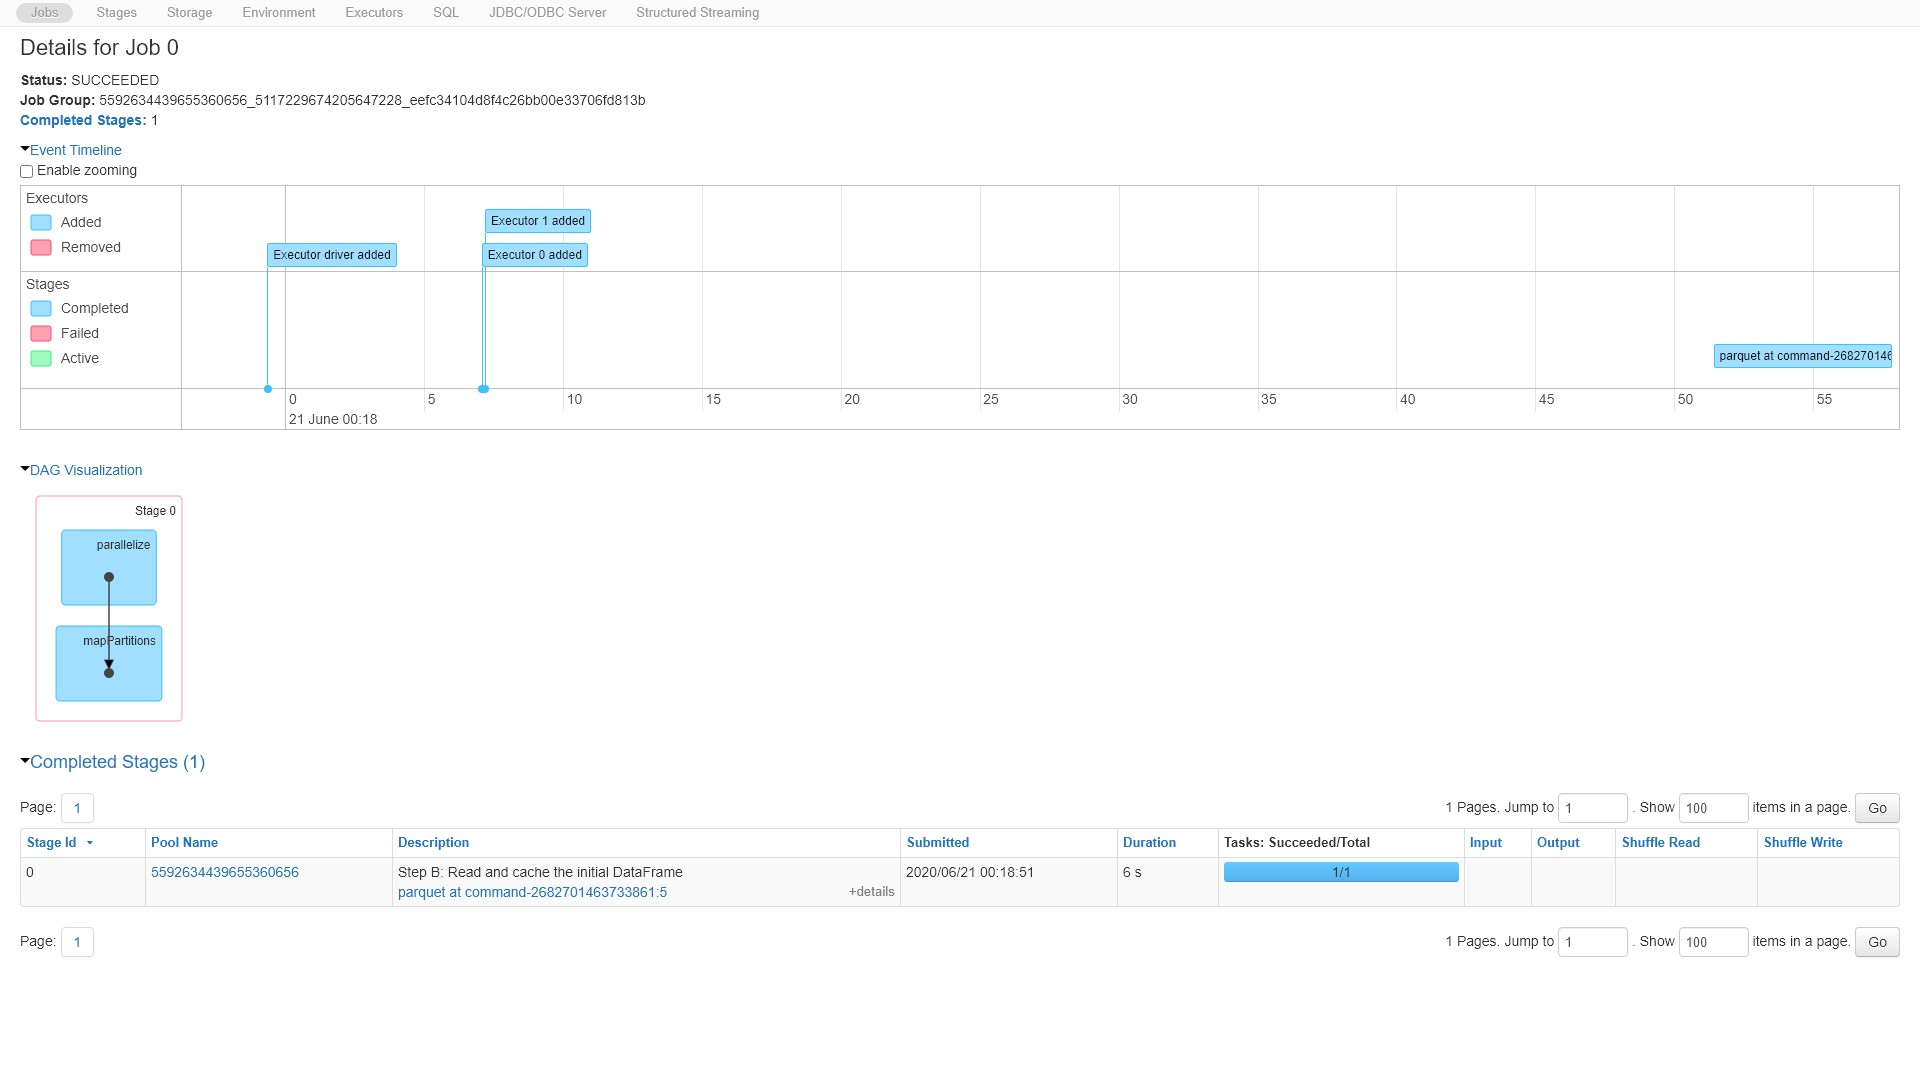 Jobs Stages Storage Environment Executors SQL JDBC/ODBC Server Structured Streaming
Details for Job 0
Status: SUCCEEDED
Job Group: 5592634439655360656_5117229674205647228_eefc34104d8f4c26bb00e33706fd813b
Completed Stages: 1
Event Timeline
Enable zooming
Executors
Added
Removed
Executor 1 added
Executor driver added
Executor 0 added
Stages
Completed
Failed
Active
parquet at command-268270146
0 5 10 15 20 25 30 35 40 45 50 55
21 June 00:18
DAG Visualization
Stage 0
parallelize
mapPartitions
Completed Stages (1)
Page: 1
1 Pages. Jump to 1 . Show 100 items in a page. Go
Stage Id Pool Name Description Submitted Duration Tasks: Succeeded/Total Input Output Shuffle Read Shuffle Write
0 5592634439655360656 Step B: Read and cache the initial DataFrame 2020/06/21 00:18:51 6 s 1/1
parquet at command-2682701463733861:5 +details
Page: 1
1 Pages. Jump to 1 . Show 100 items in a page. Go